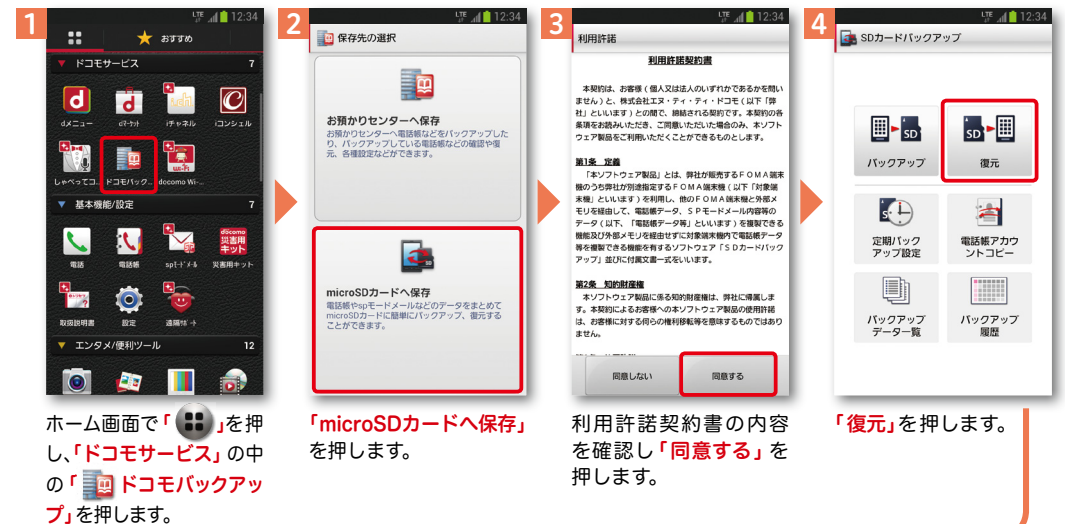 1
LTE 12:34
おすすめ
ドコモサービス 7
dメニュー
dマーケット
iチャネル
iコンシェル
しゃべってコ...
ドコモバック...
docomo Wi-...
基本機能/設定 7
電話
電話帳
spモードメール
災害用キット
docomo
災害用
キット
取扱説明書
設定
遠隔サポート
エンタメ/便利ツール 12
ホーム画面で「 」を押
し、「ドコモサービス」の中
の「 ドコモバックアッ
プ」を押します。
2
LTE 12:34
保存先の選択
お預かりセンターへ保存
お預かりセンターへ電話帳などをバックアップした
り、バックアップしている電話帳などの確認や復
元、各種設定などができます。
microSDカードへ保存
電話帳やspモードメールなどのデータをまとめて
microSDカードに簡単にバックアップ、復元する
ことができます。
「microSDカードへ保存」
を押します。
3
LTE 12:34
利用許諾
利用許諾契約書
本契約は、お客様(個人又は法人のいずれかであるかを問い
ません)と、株式会社エヌ・ティ・ティ・ドコモ(以下「弊
社」といいます)との間で、締結される契約です。本契約の各
条項をお読みいただき、ご同意いただいた場合のみ、本ソフト
ウェア製品をご利用いただくことができるものとします。
第1条 定義
「本ソフトウェア製品」とは、弊社が販売するFOMA端末
機のうち弊社が別途指定するFOMA端末機(以下「対象端
末機」といいます)を利用し、他のFOMA端末機と外部メ
モリを経由して、電話帳データ、SPモードメール内容等の
データ(以下、「電話帳データ等」といいます)を複製できる
機能及び外部メモリを経由せずに対象端末機内で電話帳データ
等を複製できる機能を有するソフトウェア「SDカードバック
アップ」並びに付属文書一式をいいます。
第2条 知的財産権
本ソフトウェア製品に係る知的財産権は、弊社に帰属しま
す。本契約によるお客様への本ソフトウェア製品の使用許諾
は、お客様に対する何らの権利移転等を意味するものではあり
ません。
同意しない
同意する
利用許諾契約書の内容
を確認し「同意する」を
押します。
4
LTE 12:34
SDカードバックアップ
SD
バックアップ
SD
復元
S
定期バック
アップ設定
電話帳アカウ
ントコピー
バックアップ
データ一覧
バックアップ
履歴
「復元」を押します。